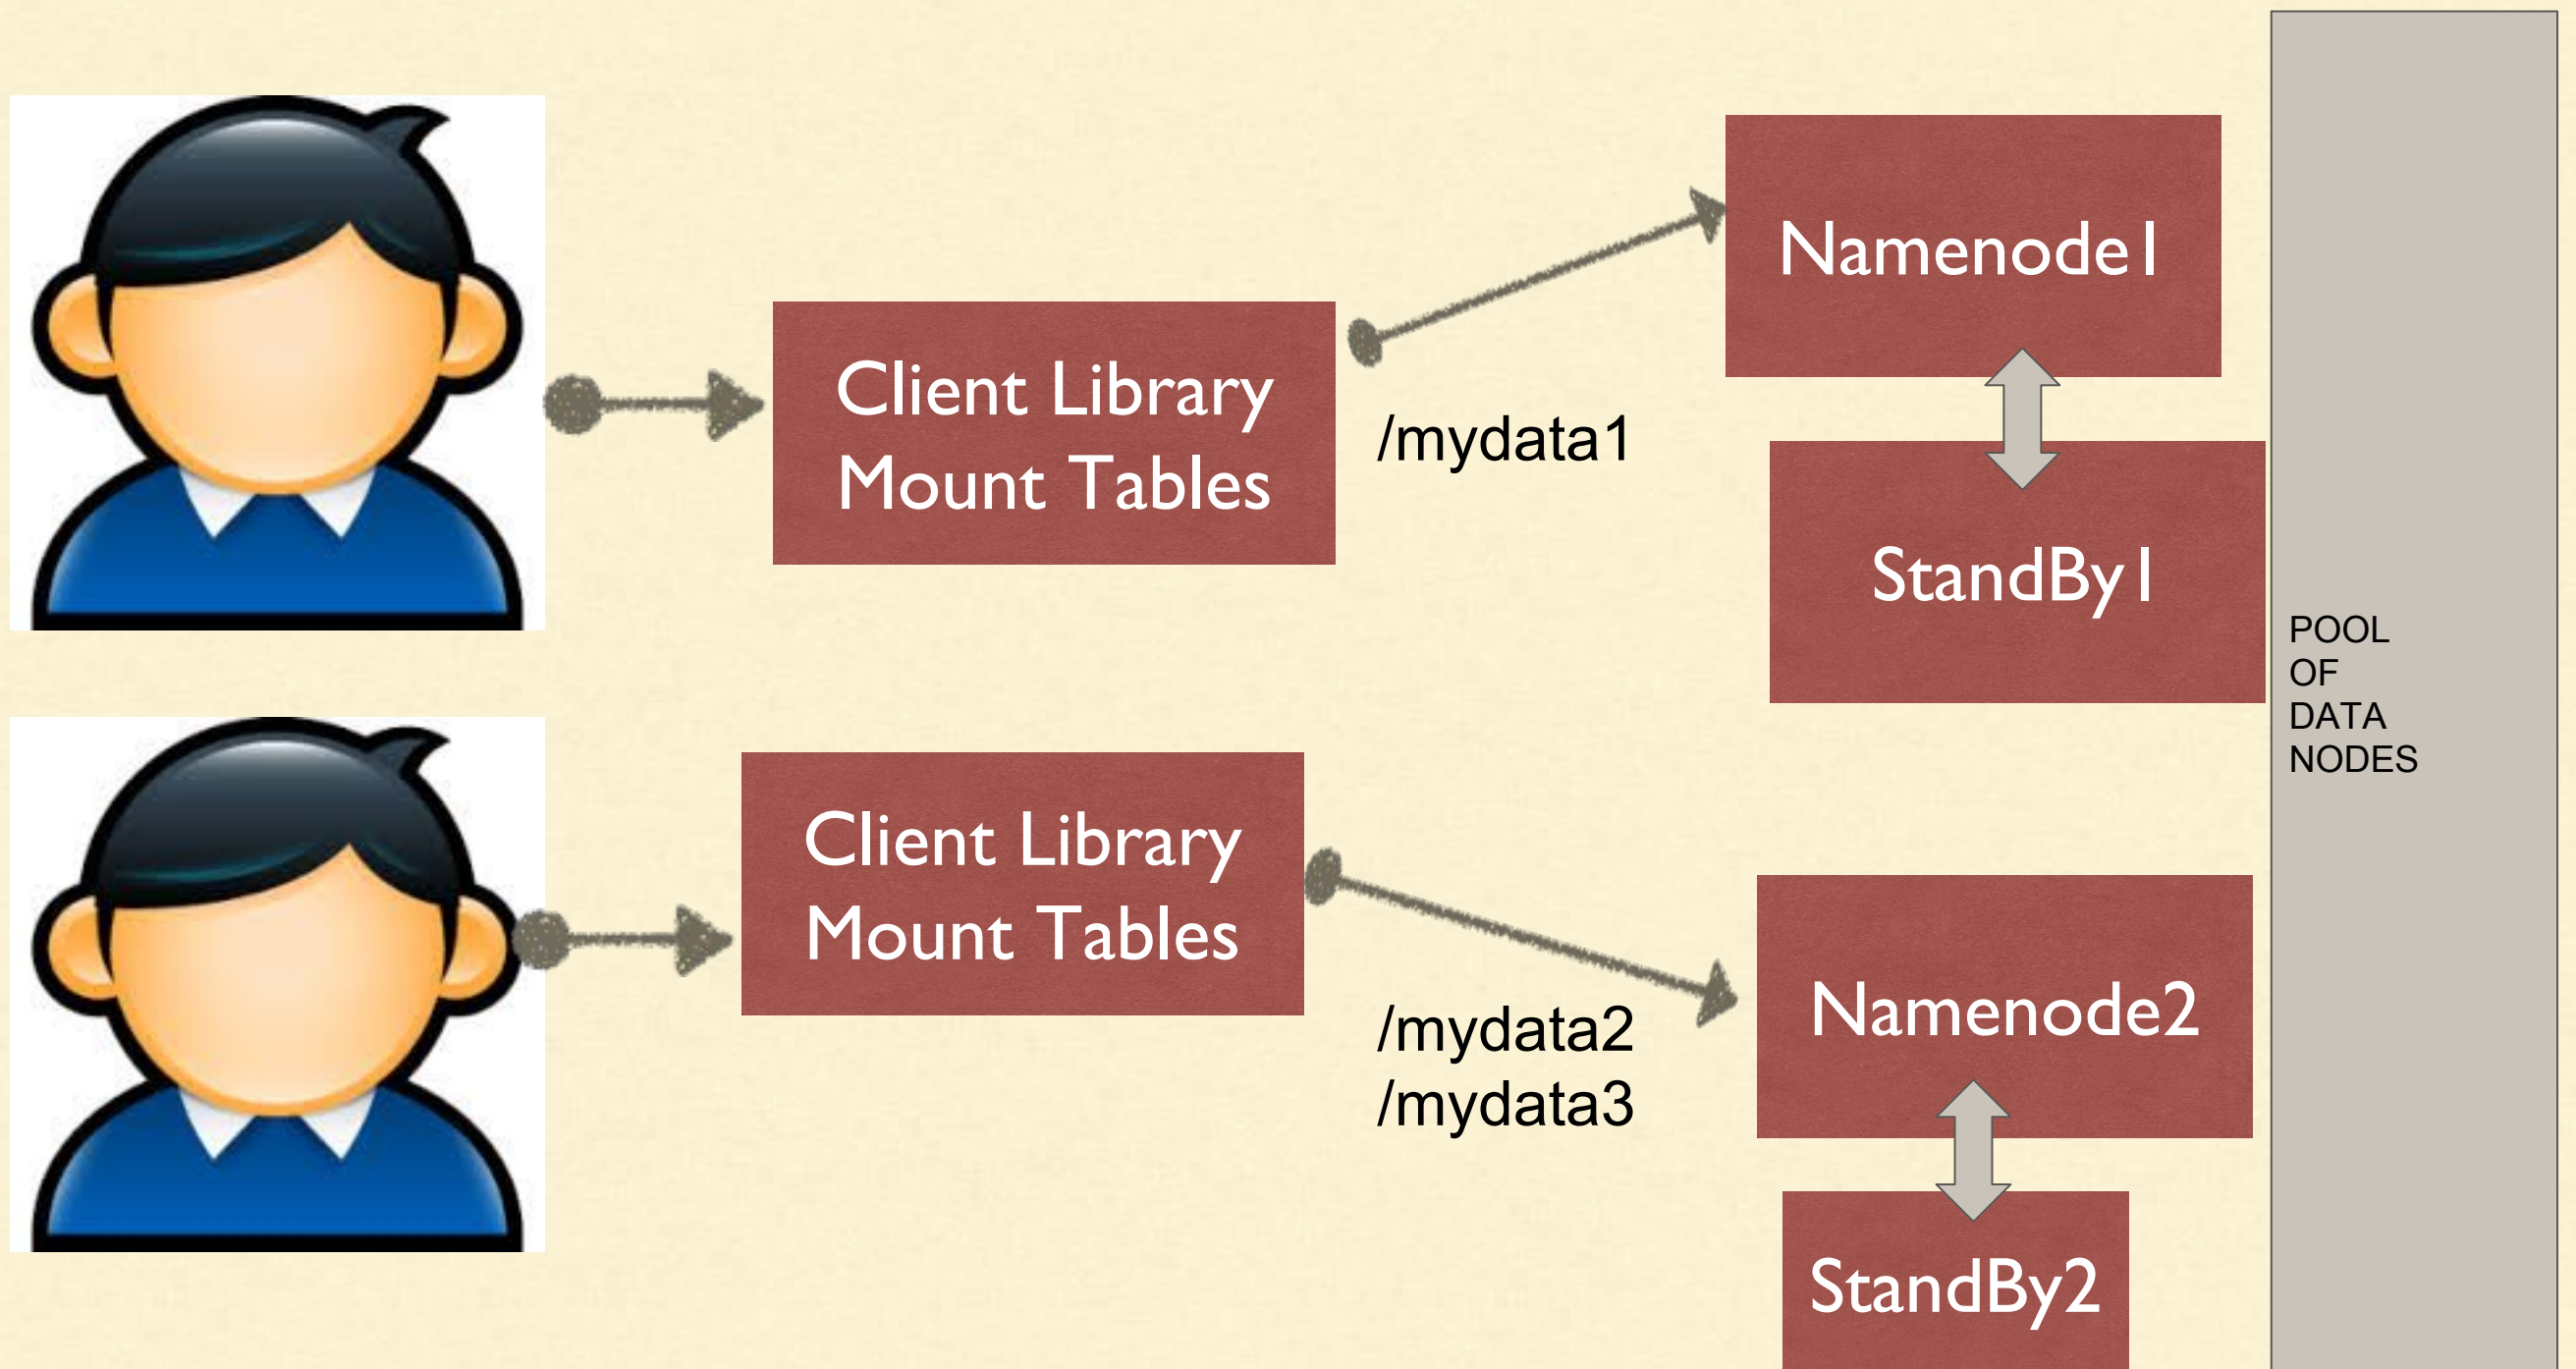 Namenode1
Client Library
Mount Tables
/mydata1
StandBy1
POOL
OF
DATA
NODES
Client Library
Mount Tables
/mydata2
/mydata3
Namenode2
StandBy2